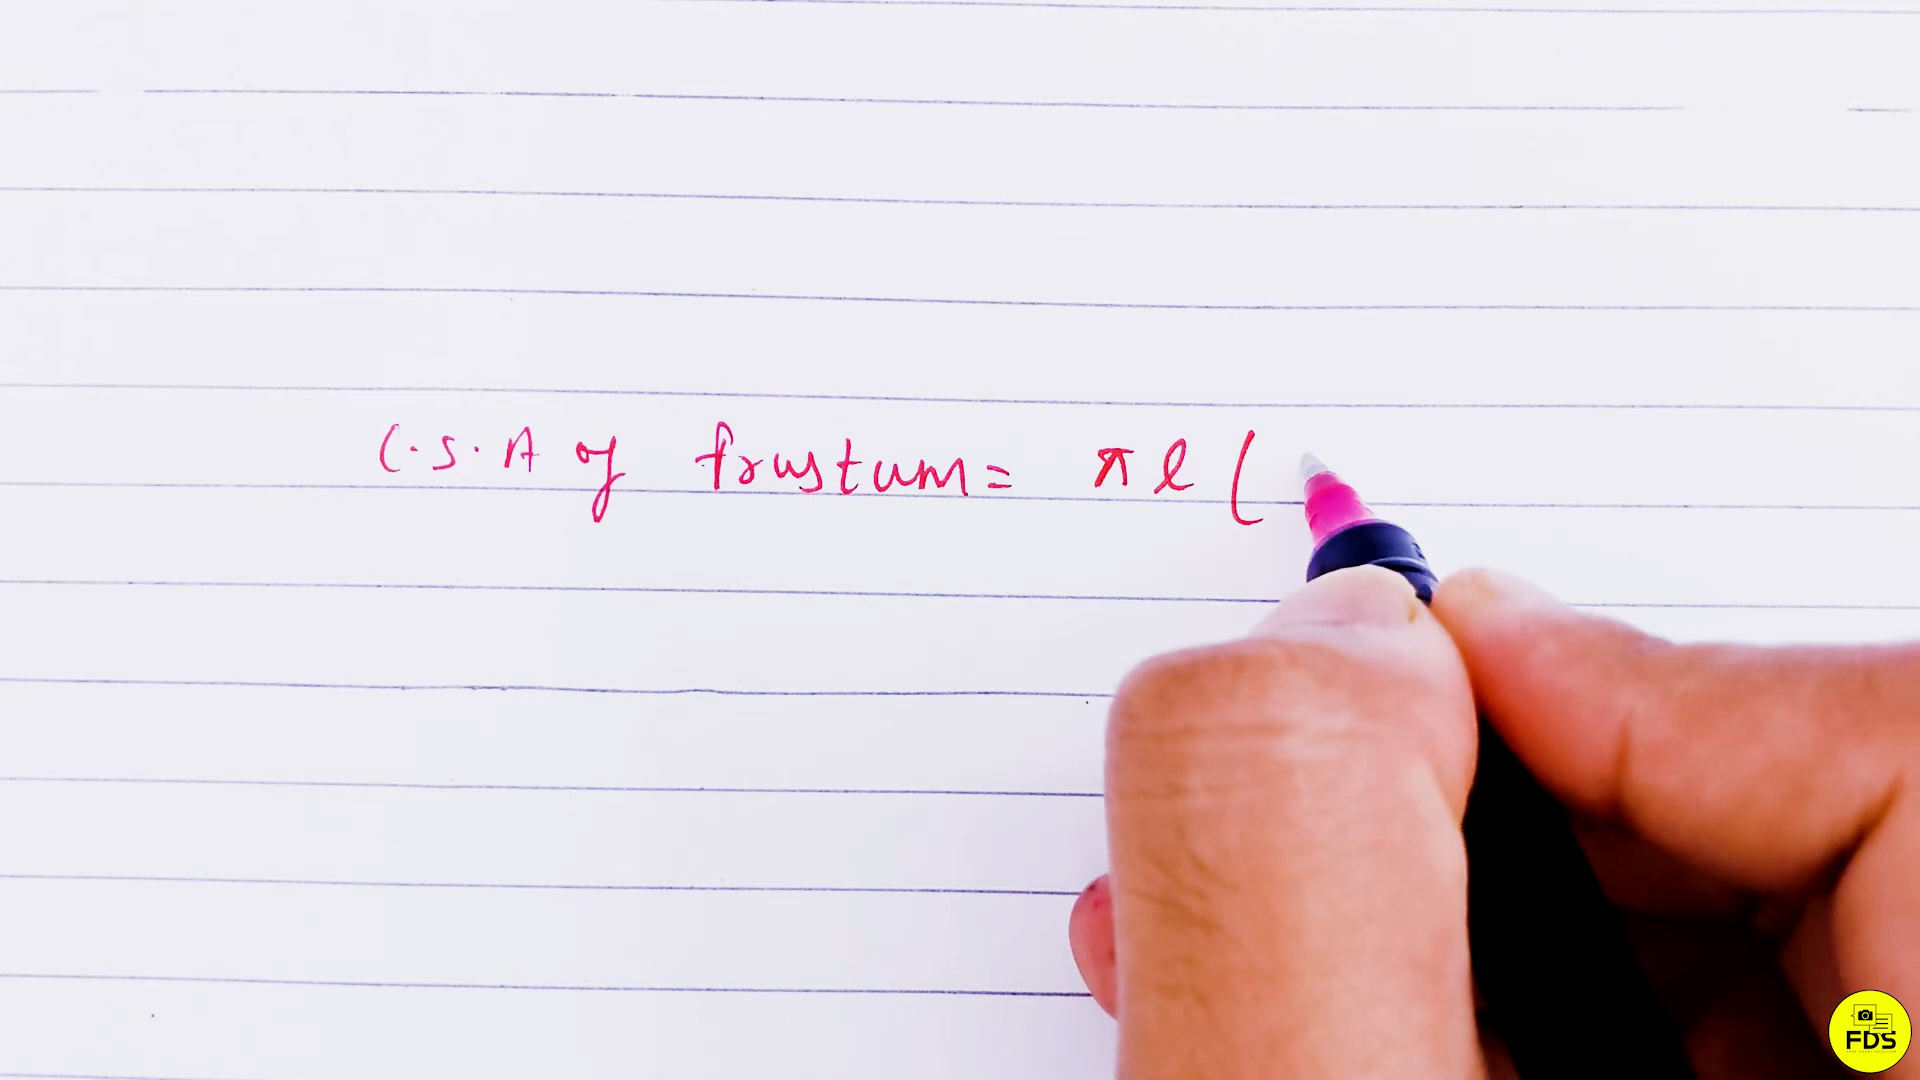 C.S.A of frustum = πl (
FDS